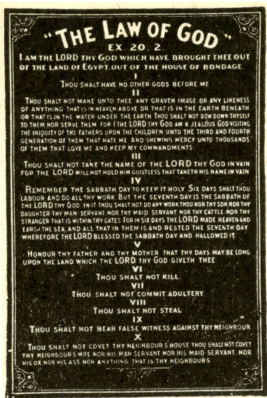 "THE LAW OF GOD"
EX. 20. 2.
I AM THE LORD THY GOD WHICH HAVE BROUGHT THEE OUT
OF THE LAND OF EGYPT. OUT OF THE HOUSE OF BONDAGE.
I
THOU SHALT HAVE NO OTHER GODS BEFORE ME
II
THOU SHALT NOT MAKE UNTO THEE ANY GRAVEN IMAGE OR ANY LIKENESS
OF ANYTHING THAT IS IN HEAVEN ABOVE OR THAT IS IN THE EARTH BENEATH
OR THAT IS IN THE WATER UNDER THE EARTH THOU SHALT NOT BOW DOWN THYSELF
TO THEM NOR SERVE THEM FOR I THE LORD THY GOD AM A JEALOUS GOD VISITING
THE INIQUITY OF THE FATHERS UPON THE CHILDREN UNTO THE THIRD AND FOURTH
GENERATION OF THEM THAT HATE ME AND SHEWING MERCY UNTO THOUSANDS
OF THEM THAT LOVE ME AND KEEP MY COMMANDMENTS
III
THOU SHALT NOT TAKE THE NAME OF THE LORD THY GOD IN VAIN
FOR THE LORD WILL NOT HOLD HIM GUILTLESS THAT TAKETH HIS NAME IN VAIN
IV
REMEMBER THE SABBATH DAY TO KEEP IT HOLY SIX DAYS SHALT THOU
LABOUR AND DO ALL THY WORK BUT THE SEVENTH DAY IS THE SABBATH OF
THE LORD THY GOD IN IT THOU SHALT NOT DO ANY WORK THOU NOR THY SON NOR THY
DAUGHTER THY MAN SERVANT NOR THY MAID SERVANT NOR THY CATTLE NOR THY
STRANGER THAT IS WITHIN THY GATES FOR IN SIX DAYS THE LORD MADE HEAVEN AND
EARTH THE SEA, AND ALL THAT IN THEM IS AND RESTED THE SEVENTH DAY
WHEREFORE THE LORD BLESSED THE SABBATH DAY AND HALLOWED IT
V
HONOUR THY FATHER AND THY MOTHER THAT THY DAYS MAY BE LONG
UPON THE LAND WHICH THE LORD THY GOD GIVETH THEE
VI
THOU SHALT NOT KILL.
VII
THOU SHALT NOT COMMIT ADULTERY
VIII
THOU SHALT NOT STEAL
IX
THOU SHALT NOT BEAR FALSE WITNESS AGAINST THY NEIGHBOUR
X
THOU SHALT NOT COVET THY NEIGHBOUR'S HOUSE THOU SHALT NOT COVET
THY NEIGHBOUR'S WIFE NOR HIS MAN SERVANT NOR HIS MAID SERVANT. NOR
HIS OX NOR HIS ASS NOR ANYTHING THAT IS THY NEIGHBOUR'S